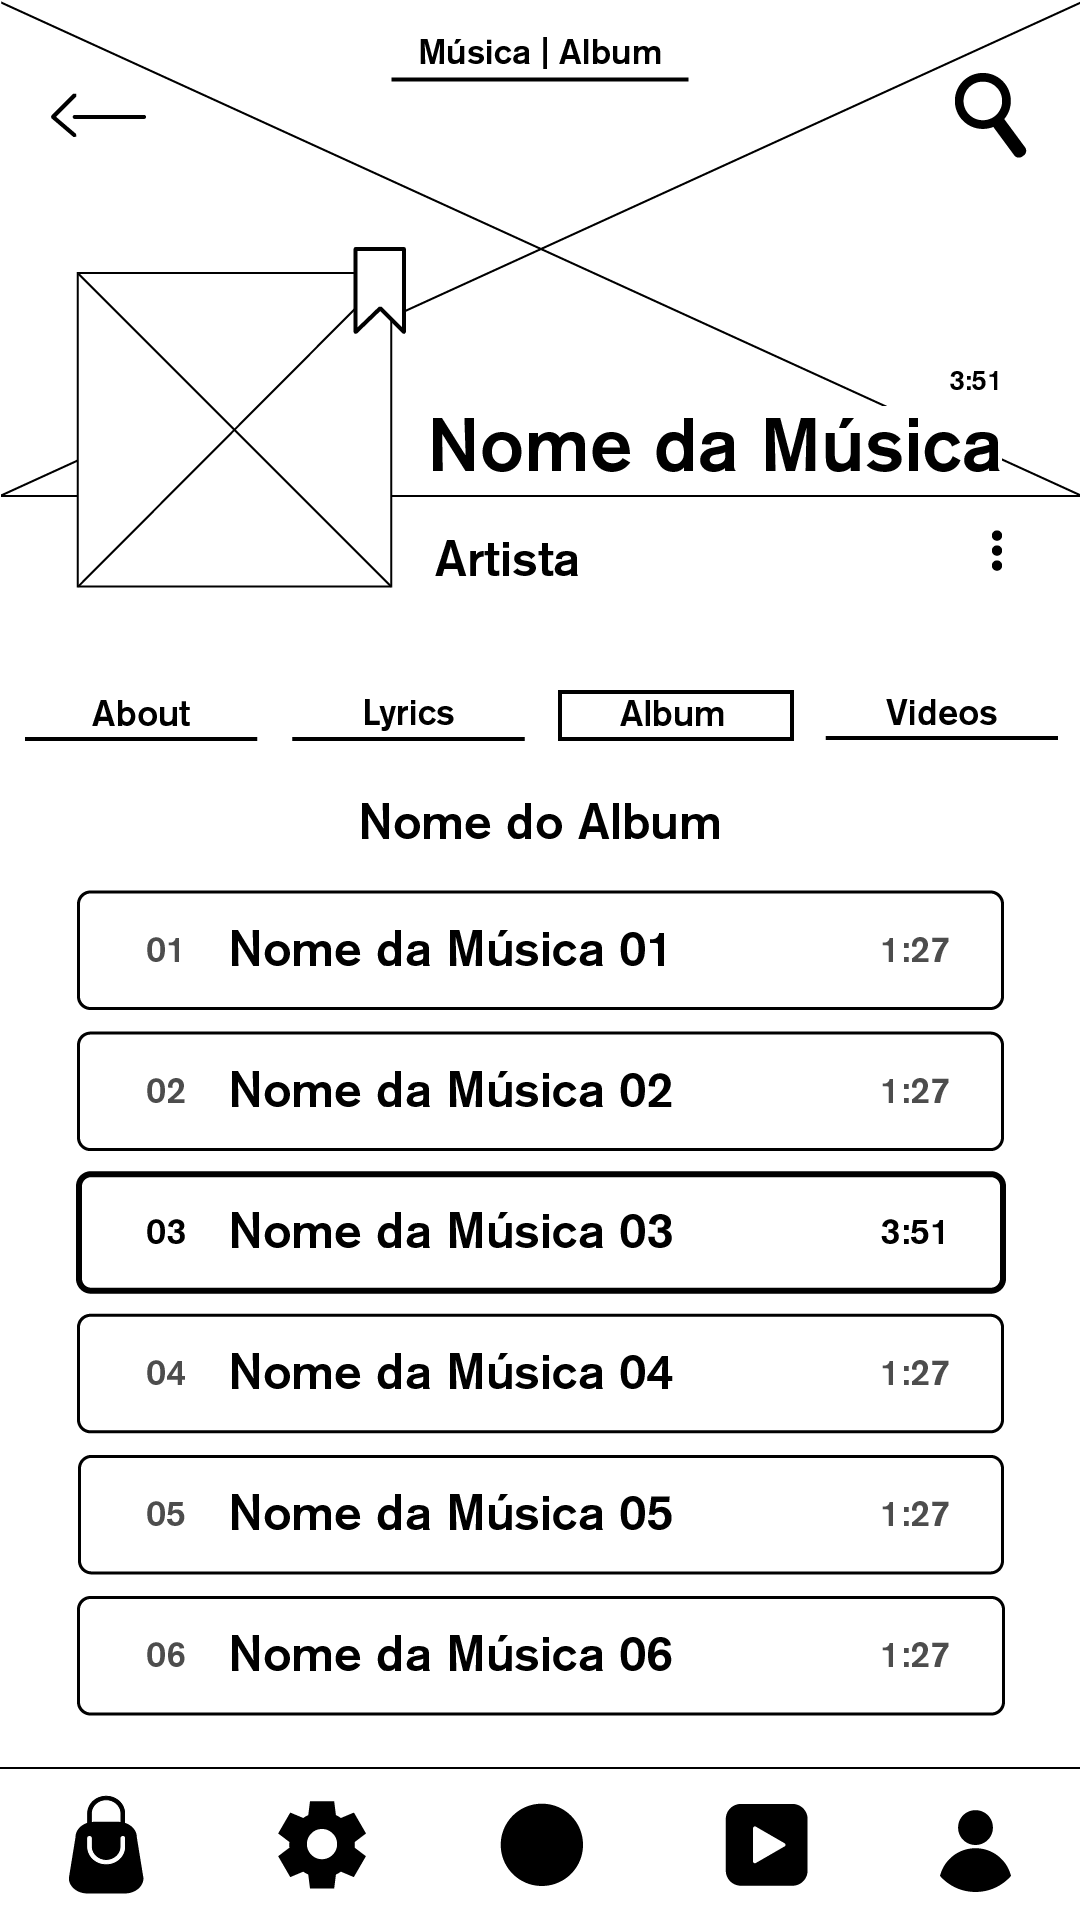 Música | Album
3:51
Nome da Música
Artista
About Lyrics Album Videos
Nome do Album
01 Nome da Música 01 1:27
02 Nome da Música 02 1:27
03 Nome da Música 03 3:51
04 Nome da Música 04 1:27
05 Nome da Música 05 1:27
06 Nome da Música 06 1:27